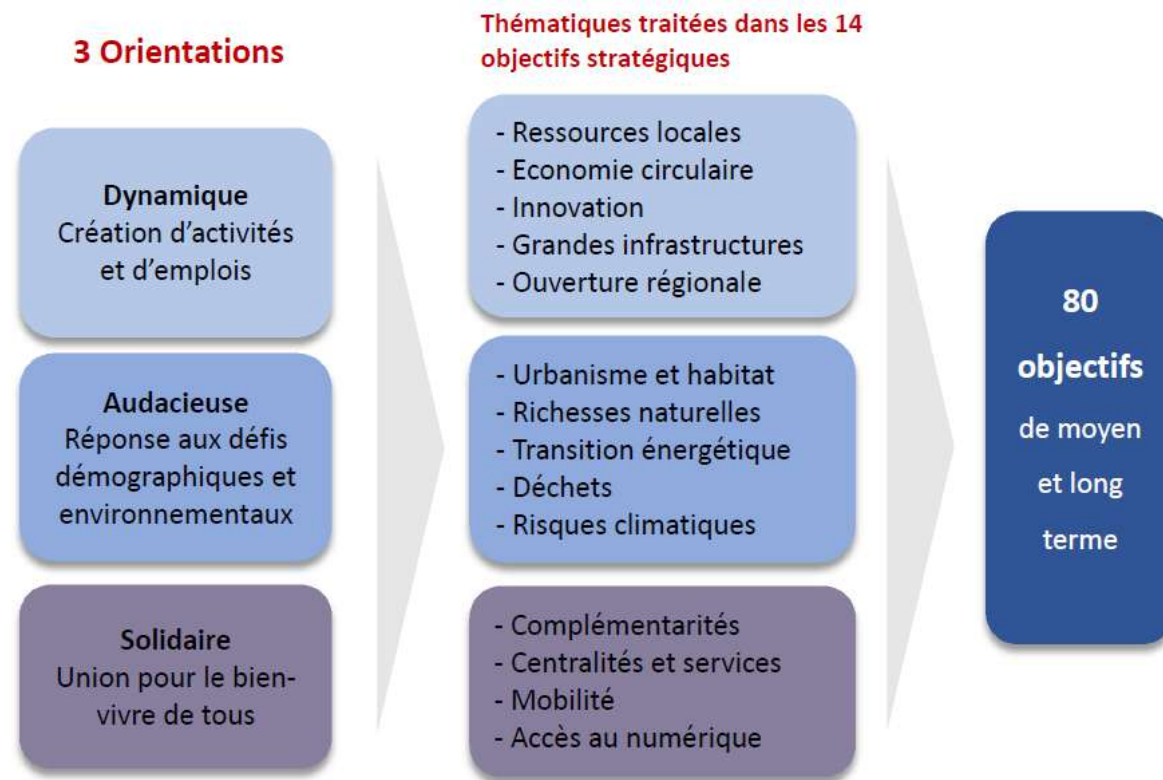 3 Orientations
Thématiques traitées dans les 14
objectifs stratégiques
Dynamique
Création d’activités
et d’emplois
- Ressources locales
- Economie circulaire
- Innovation
- Grandes infrastructures
- Ouverture régionale
Audacieuse
Réponse aux défis
démographiques et
environnementaux
- Urbanisme et habitat
- Richesses naturelles
- Transition énergétique
- Déchets
- Risques climatiques
Solidaire
Union pour le bien-
vivre de tous
- Complémentarités
- Centralités et services
- Mobilité
- Accès au numérique
80
objectifs
de moyen
et long
terme